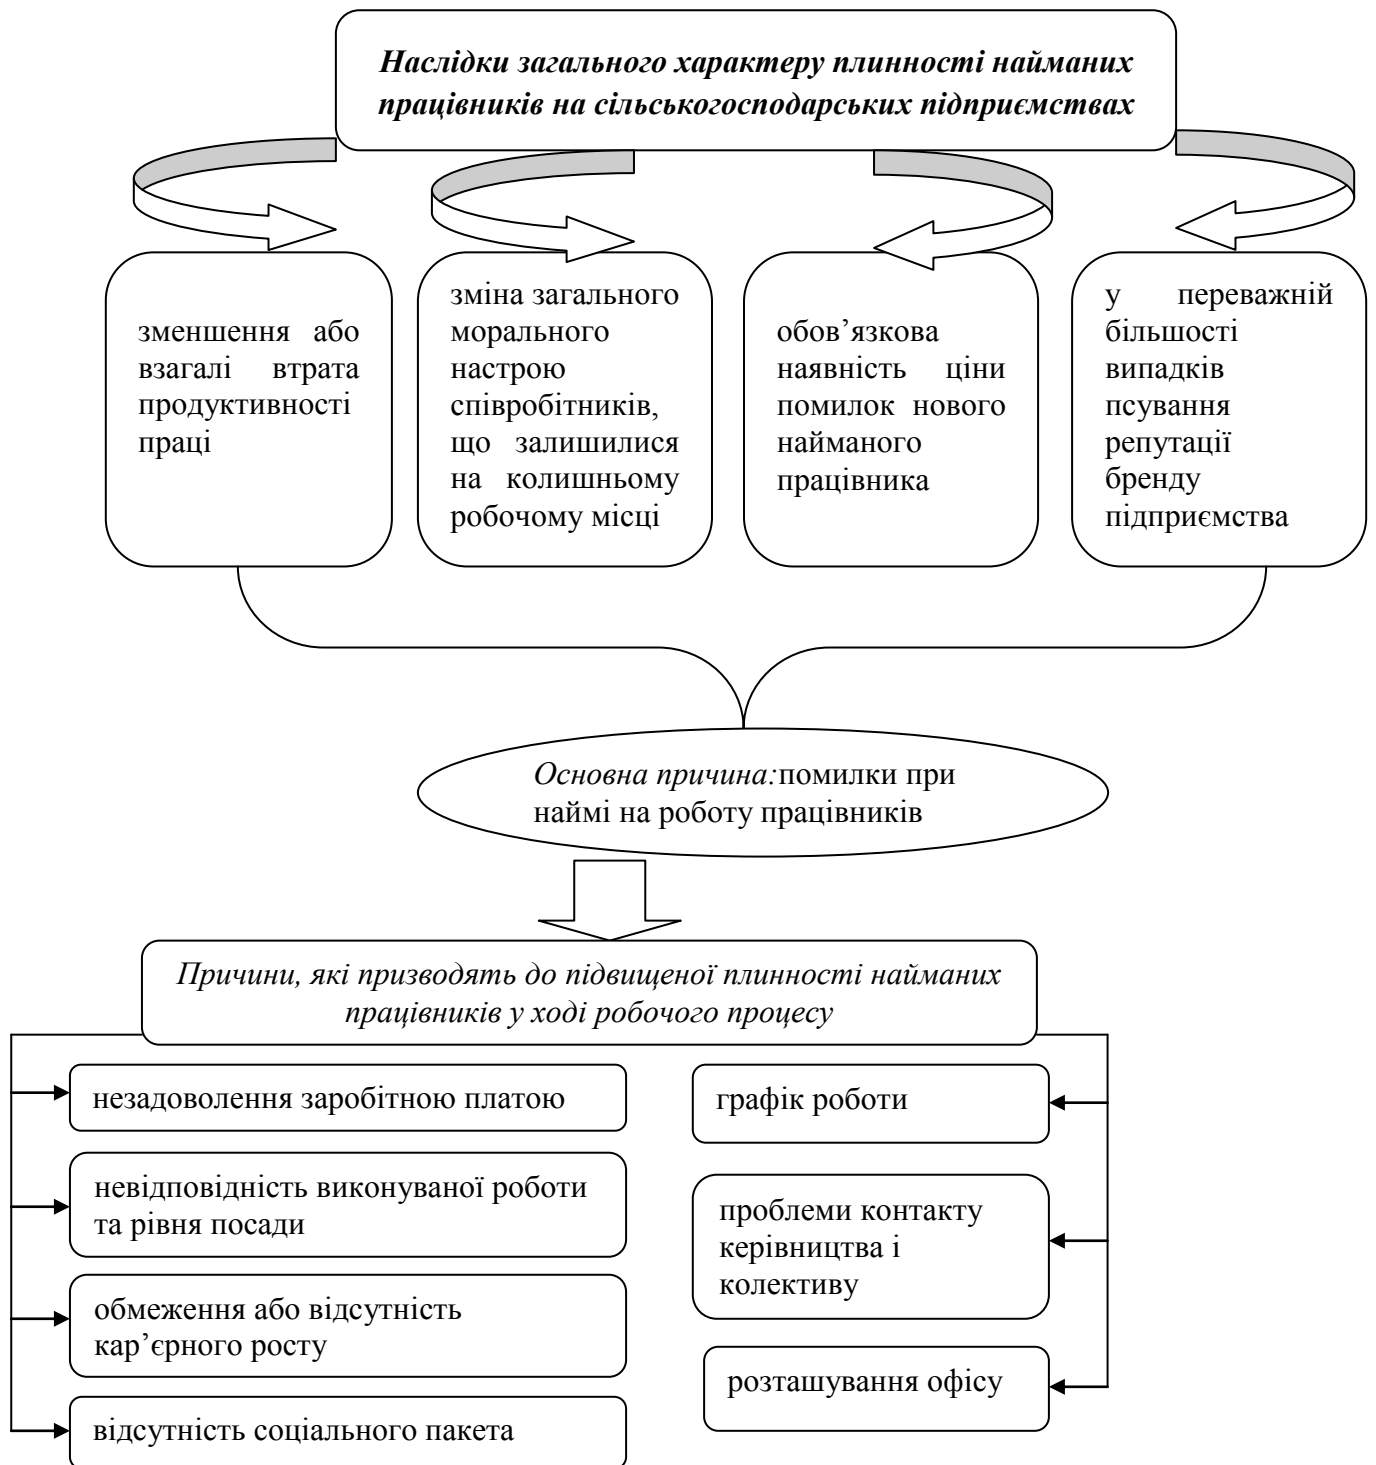 Наслідки загального характеру плинності найманих
працівників на сільськогосподарських підприємствах
зменшення або
взагалі втрата
продуктивності
праці
зміна загального
морального
настрою
співробітників,
що залишилися
на колишньому
робочому місці
обов’язкова
наявність ціни
помилок нового
найманого
працівника
у переважній
більшості
випадків
псування
репутації
бренду
підприємства
Основна причина:помилки при
наймі на роботу працівників
Причини, які призводять до підвищеної плинності найманих
працівників у ході робочого процесу
незадоволення заробітною платою
невідповідність виконуваної роботи
та рівня посади
обмеження або відсутність
кар’єрного росту
відсутність соціального пакета
графік роботи
проблеми контакту
керівництва і
колективу
розташування офісу